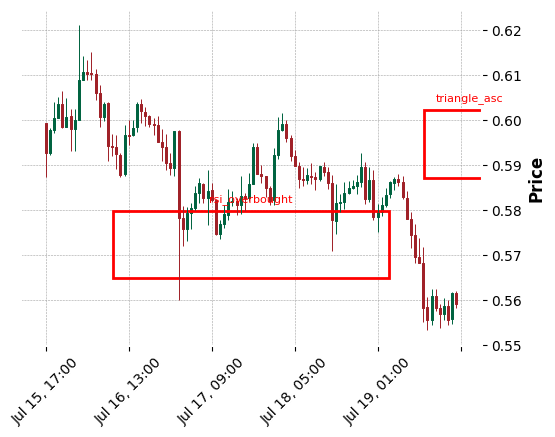 0.62
0.61
triangle_asc
0.60
0.59
rsi_overbought
0.58
0.57
0.56
0.55
Price
Jul 15, 17:00
Jul 16, 13:00
Jul 17, 09:00
Jul 18, 05:00
Jul 19, 01:00